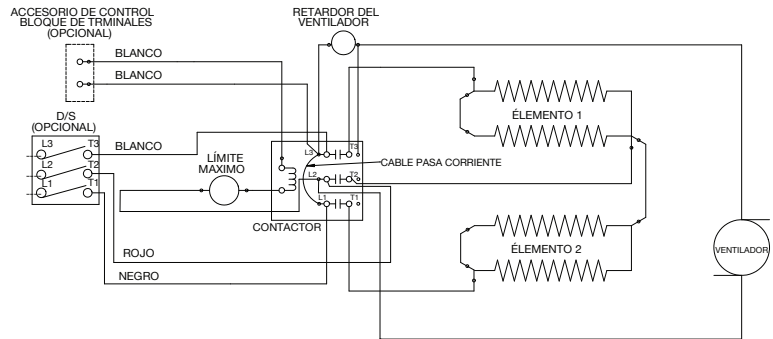 ACCESORIO DE CONTROL
BLOQUE DE TRMINALES
(OPCIONAL)
RETARDOR DEL
VENTILADOR
BLANCO
BLANCO
D/S
(OPCIONAL)
L3 T3
L2 T2
L1 T1
BLANCO
LÍMITE
MAXIMO
L3 T3
L2 T2
L1 T1
CABLE PASA CORRIENTE
CONTACTOR
ÉLEMENTO 1
ÉLEMENTO 2
VENTILADOR
ROJO
NEGRO